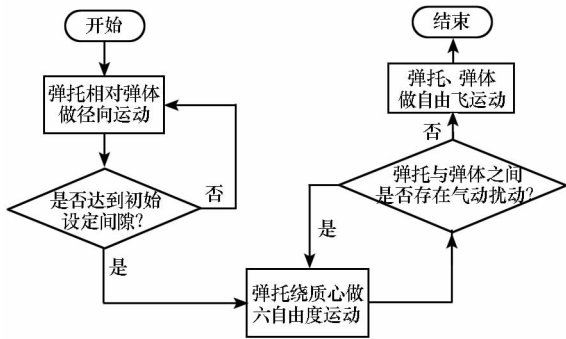 开始
弹托相对弹体
做径向运动
是否达到初始
设定间隙?
否
是
弹托绕质心做
六自由度运动
弹托与弹体之间
是否存在气动扰动?
是
否
弹托、弹体
做自由飞运动
结束